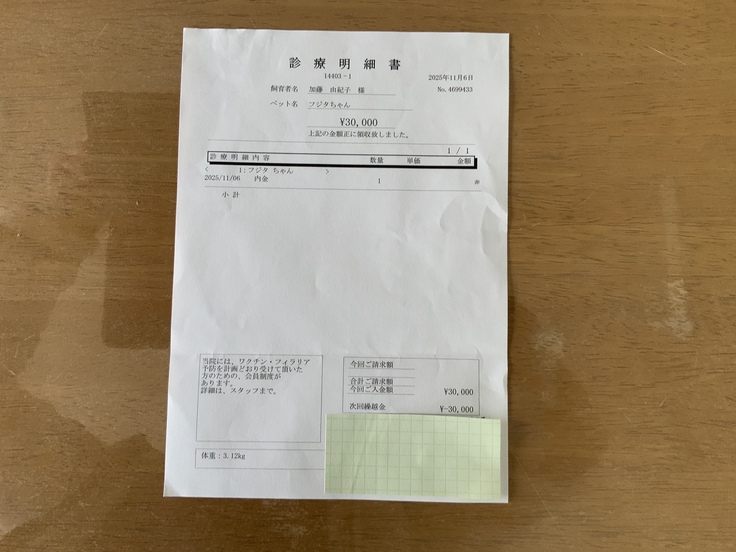 診療明細書
14403-1
2025年11月6日
飼育者名 加藤 由紀子 様
No. 4699433
ペット名 フジタちゃん
¥30,000
上記の金額正に領収致しました。
1 / 1
診療明細内容 数量 単価 金額
< 1:フジタ ちゃん >
2025/11/06 内金 1
小 計
当院には、ワクチン・フィラリア
予防を計画どおり受けて頂いた
方のための、会員制度が
あります。
詳細は、スタッフまで。
今回ご請求額
合計ご請求額
今回ご入金額 ¥30,000
次回繰越金 ¥-30,000
体重:3.12kg